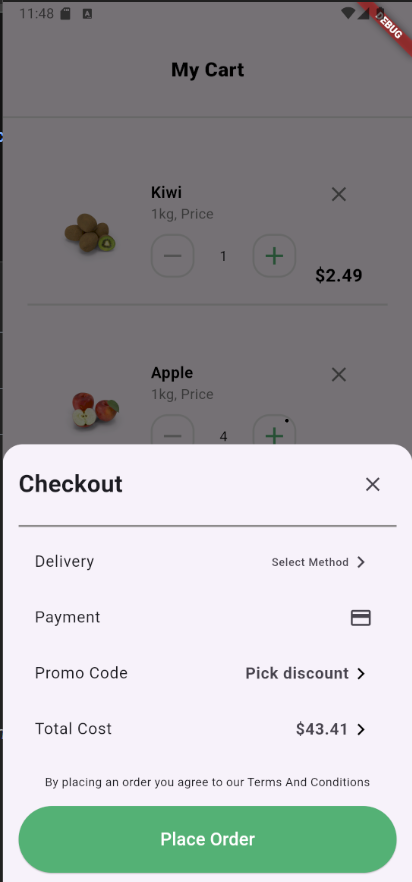 11:48
DEBUG
My Cart
Kiwi
1kg, Price
1
$2.49
Apple
1kg, Price
4
Checkout
Delivery Select Method
Payment
Promo Code Pick discount
Total Cost $43.41
By placing an order you agree to our Terms And Conditions
Place Order